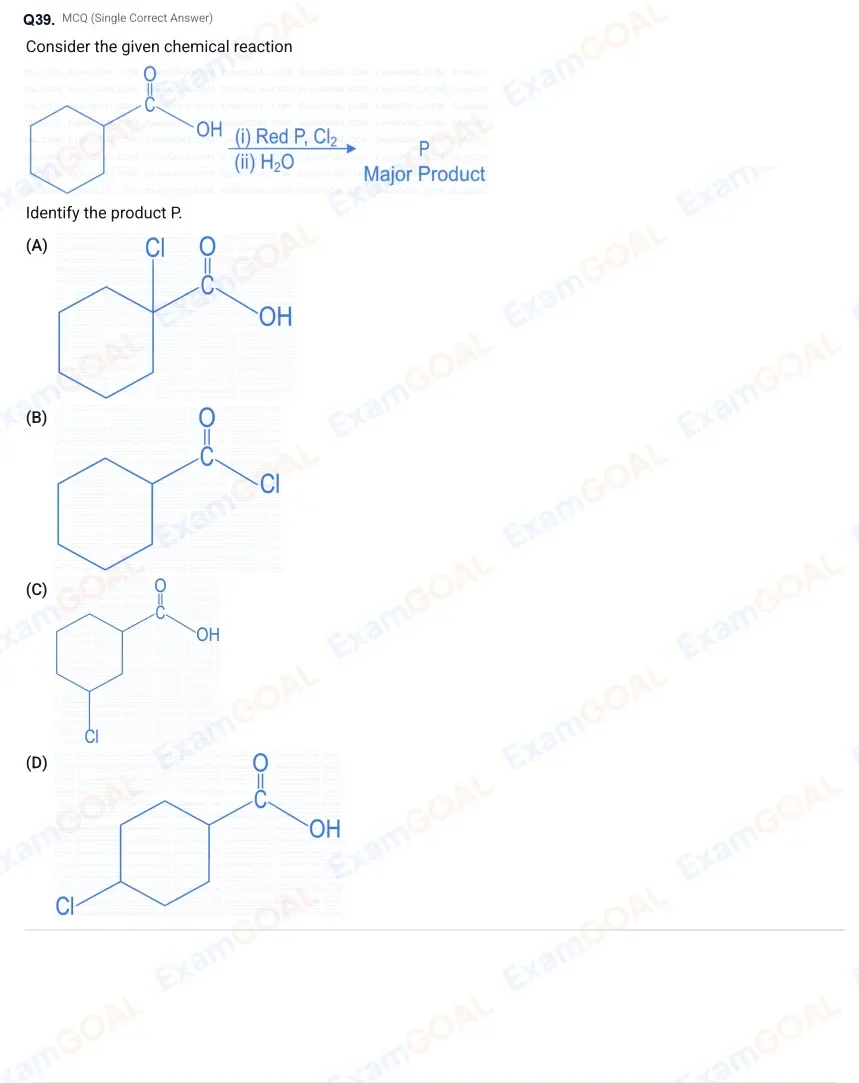 Q39. MCQ (Single Correct Answer)
Consider the given chemical reaction
O
C
OH
(i) Red P, Cl₂
(ii) H₂O
P
Major Product
Identify the product P.
(A)
Cl
O
C
OH
(B)
O
C
Cl
(C)
O
C
OH
Cl
(D)
O
C
OH
Cl
ExamGOAL